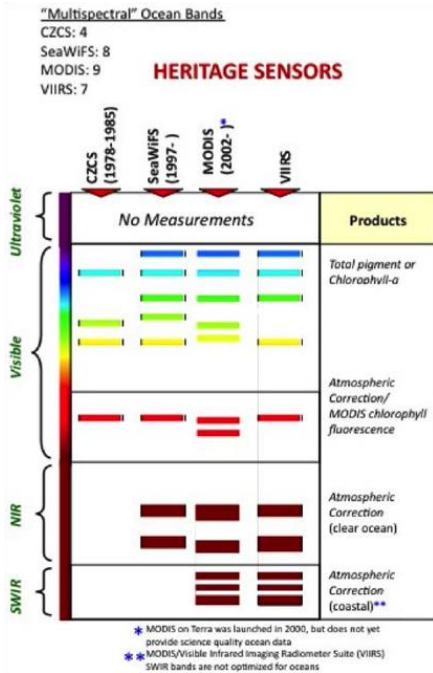 “Multispectral” Ocean Bands
CZCS: 4
SeaWiFS: 8
MODIS: 9
VIIRS: 7
HERITAGE SENSORS
CZCS
(1978-1985)
SeaWiFS
(1997- )
MODIS
(2002- )*
VIIRS
Ultraviolet
No Measurements
Products
Visible
Total pigment or
Chlorophyll-a
Atmospheric
Correction/
MODIS chlorophyll
fluorescence
NIR
Atmospheric
Correction
(clear ocean)
SWIR
Atmospheric
Correction
(coastal)**
* MODIS on Terra was launched in 2000, but does not yet
provide science quality ocean data
** MODIS/Visible Infrared Imaging Radiometer Suite (VIIRS)
SWIR bands are not optimized for oceans